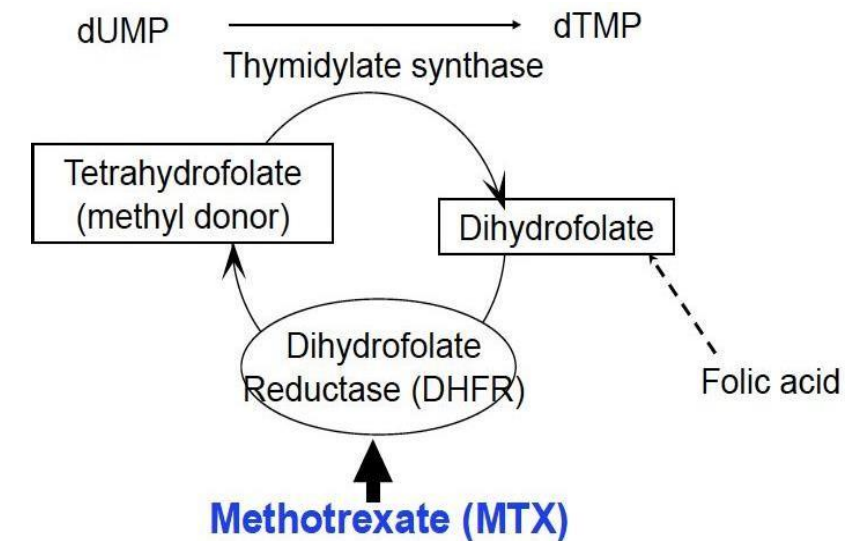 dUMP
dTMP
Thymidylate synthase
Tetrahydrofolate
(methyl donor)
Dihydrofolate
Dihydrofolate
Reductase (DHFR)
Folic acid
Methotrexate (MTX)